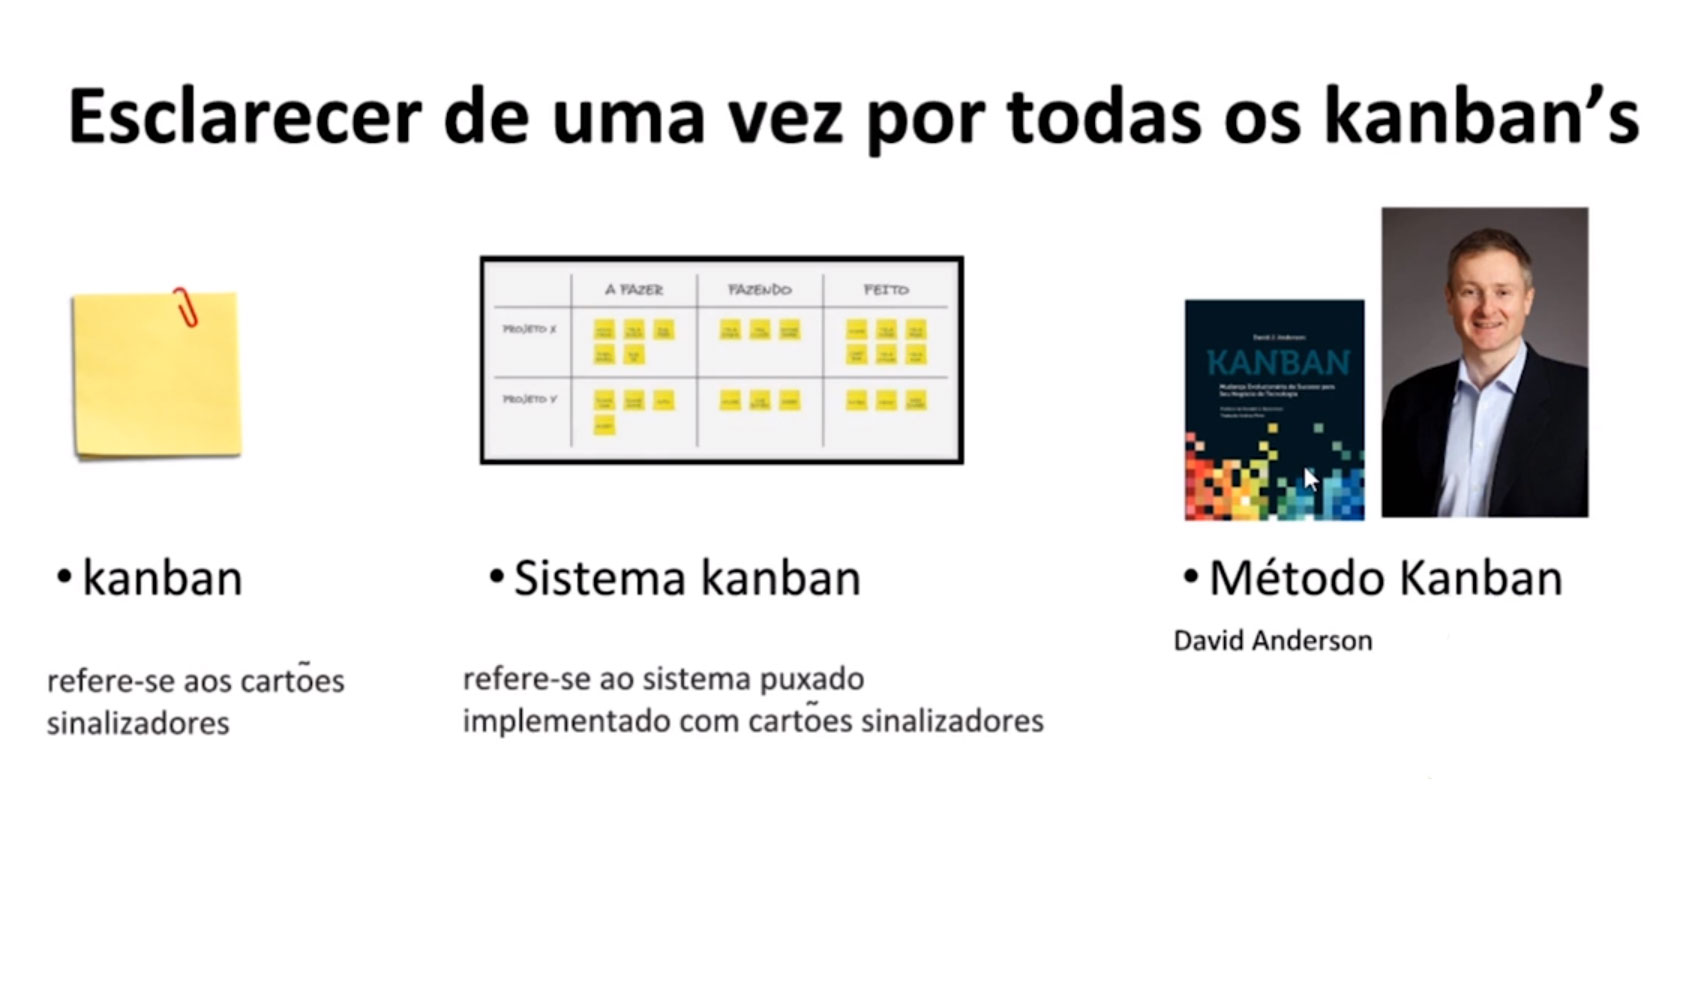 Esclarecer de uma vez por todas os kanban’s
A FAZER
FAZENDO
FEITO
PROJETO X
PROJETO Y
David J. Anderson
KANBAN
Mudança Evolucionária de Sucesso para
Seu Negócio de Tecnologia
• kanban
refere-se aos cartões
sinalizadores
• Sistema kanban
refere-se ao sistema puxado
implementado com cartões sinalizadores
• Método Kanban
David Anderson